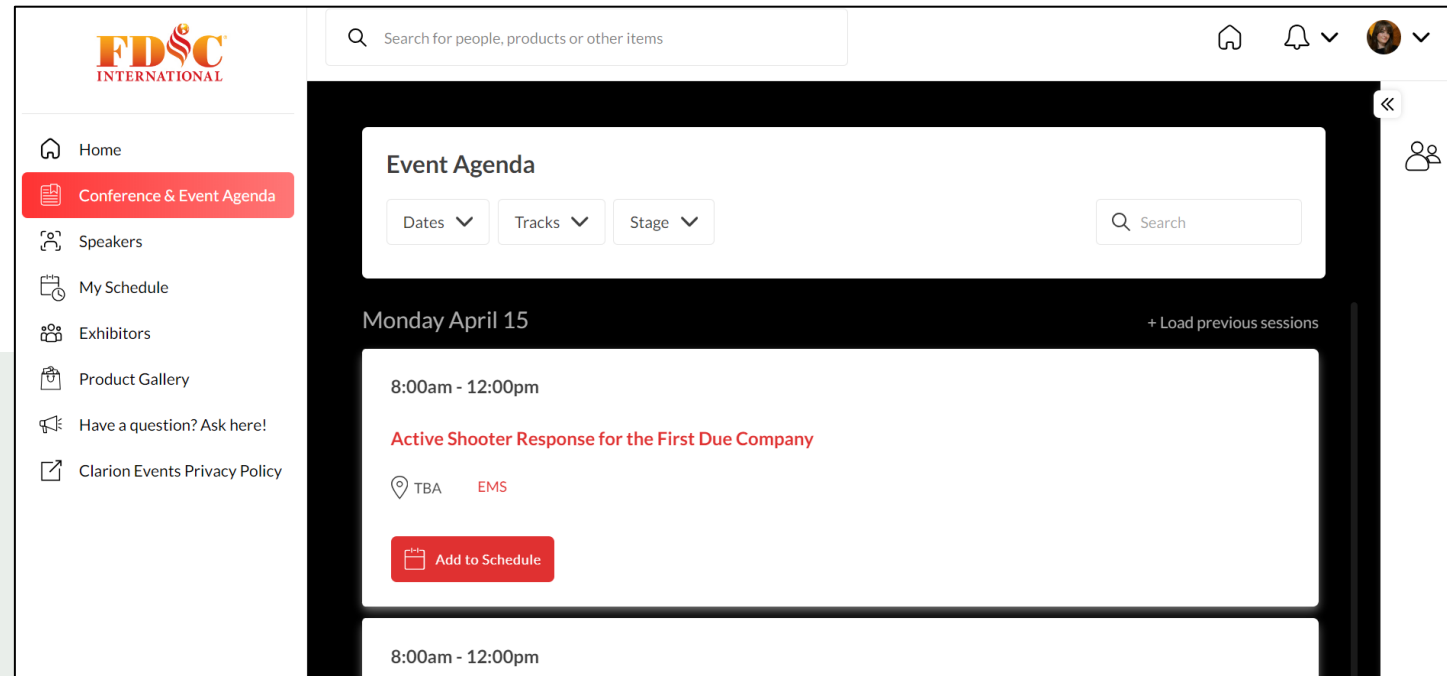 FDIC
INTERNATIONAL
Search for people, products or other items
Home
Conference & Event Agenda
Speakers
My Schedule
Exhibitors
Product Gallery
Have a question? Ask here!
Clarion Events Privacy Policy
Event Agenda
Dates
Tracks
Stage
Search
Monday April 15
+ Load previous sessions
8:00am - 12:00pm
Active Shooter Response for the First Due Company
TBA EMS
Add to Schedule
8:00am - 12:00pm